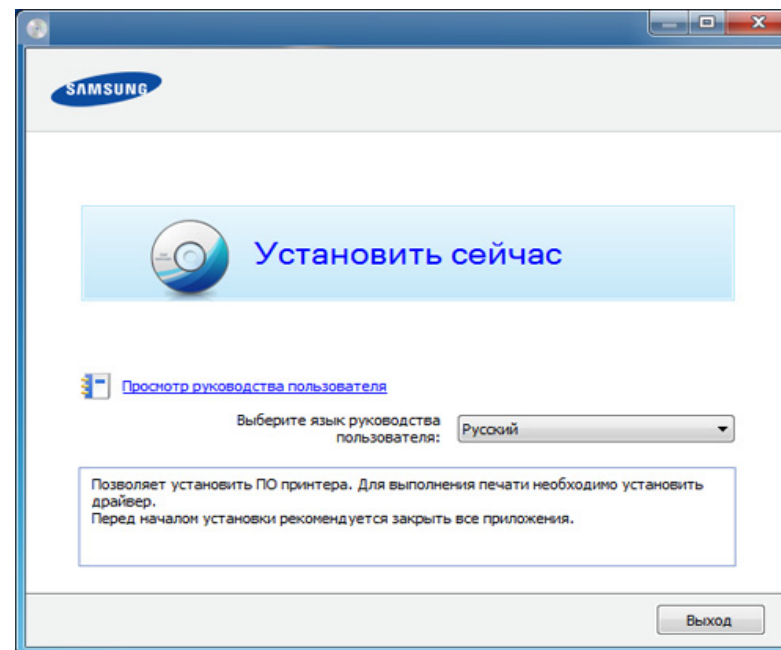 SAMSUNG
Установить сейчас
Просмотр руководства пользователя
Выберите язык руководства
пользователя:
Русский
Позволяет установить ПО принтера. Для выполнения печати необходимо установить
драйвер.
Перед началом установки рекомендуется закрыть все приложения.
Выход